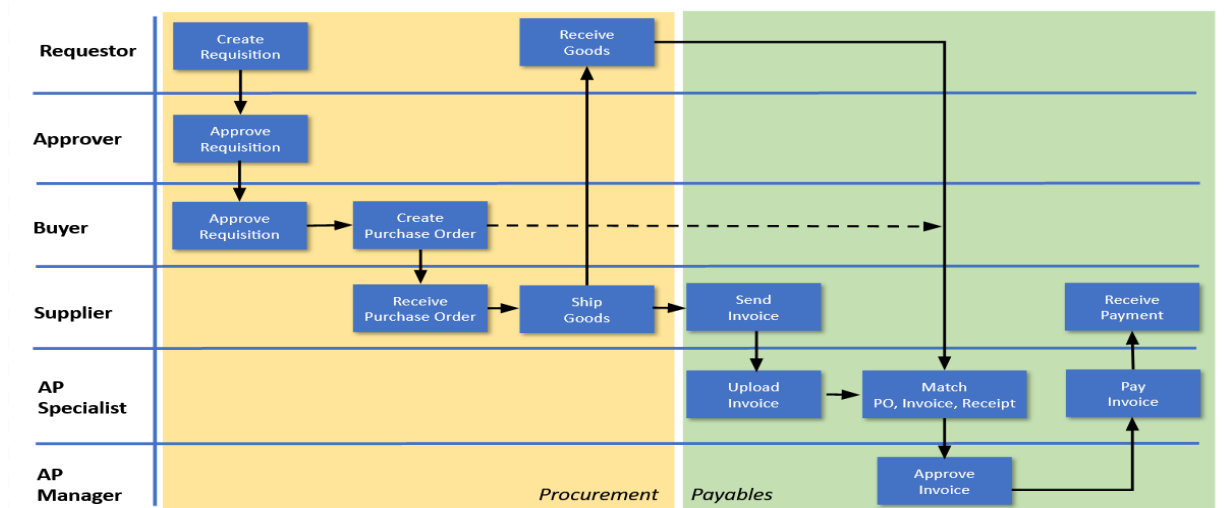 Requestor
Create
Requisition
Receive
Goods
Approver
Approve
Requisition
Buyer
Approve
Requisition
Create
Purchase Order
Supplier
Receive
Purchase Order
Ship
Goods
Send
Invoice
Receive
Payment
AP
Specialist
Upload
Invoice
Match
PO, Invoice, Receipt
Pay
Invoice
AP
Manager
Approve
Invoice
Procurement
Payables